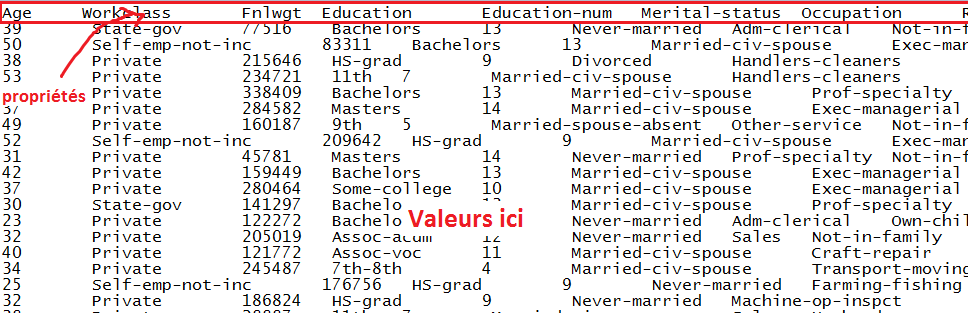 Age Workclass Fnlwgt Education Education-num Merital-status Occupation R
39 State-gov 77516 Bachelors 13 Never-married Adm-clerical Not-in-f
50 Self-emp-not-inc 83311 Bachelors 13 Married-civ-spouse Exec-man
38 Private 215646 HS-grad 9 Divorced Handlers-cleaners
53 Private 234721 11th 7 Married-civ-spouse Handlers-cleaners
propriétés Private 338409 Bachelors 13 Married-civ-spouse Prof-specialty
37 Private 284582 Masters 14 Married-civ-spouse Exec-managerial
49 Private 160187 9th 5 Married-spouse-absent Other-service Not-in-f
52 Self-emp-not-inc 209642 HS-grad 9 Married-civ-spouse Exec-man
31 Private 45781 Masters 14 Never-married Prof-specialty Not-in-f
42 Private 159449 Bachelors 13 Married-civ-spouse Exec-managerial
37 Private 280464 Some-college 10 Married-civ-spouse Exec-managerial
30 State-gov 141297 Bachelo Married-civ-spouse Prof-specialty
Valeurs ici
23 Private 122272 Bachelo Never-married Adm-clerical Own-chil
32 Private 205019 Assoc-acdm 12 Never-married Sales Not-in-family
40 Private 121772 Assoc-voc 11 Married-civ-spouse Craft-repair
34 Private 245487 7th-8th 4 Married-civ-spouse Transport-moving
25 Self-emp-not-inc 176756 HS-grad 9 Never-married Farming-fishing
32 Private 186824 HS-grad 9 Never-married Machine-op-inspct